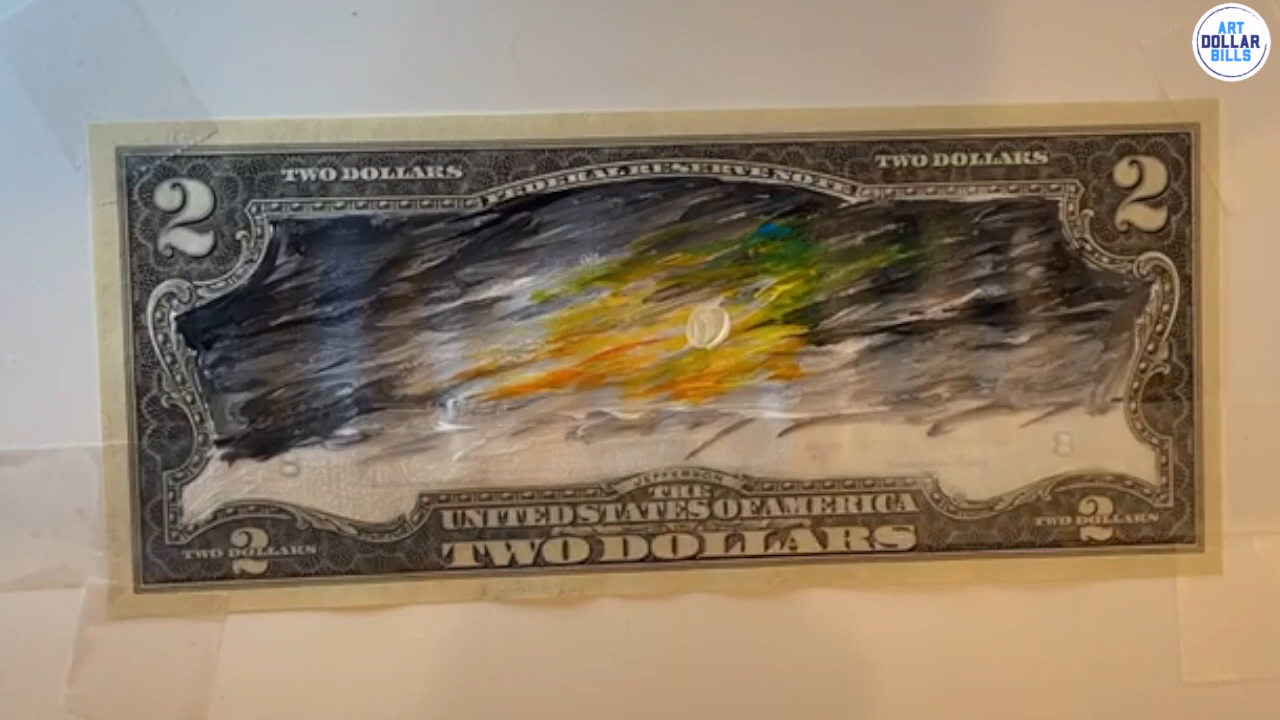 ART
DOLLAR
BILLS
TWO DOLLARS
FEDERAL RESERVE NOTE
TWO DOLLARS
2
2
JEFFERSON
THE
UNITED STATES OF AMERICA
TWO DOLLARS
2
TWO DOLLARS
2
TWO DOLLARS